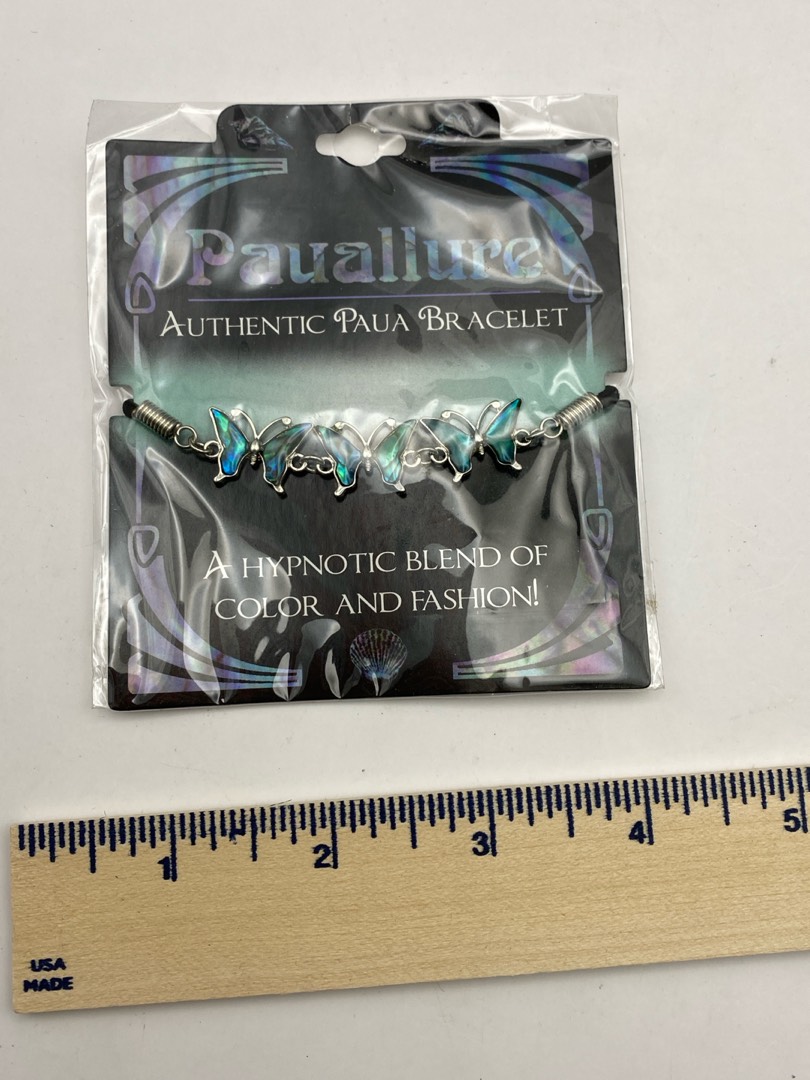 Pauallure
Authentic Paua Bracelet
A hypnotic blend of
color and fashion!
1 2 3 4 5
USA
MADE